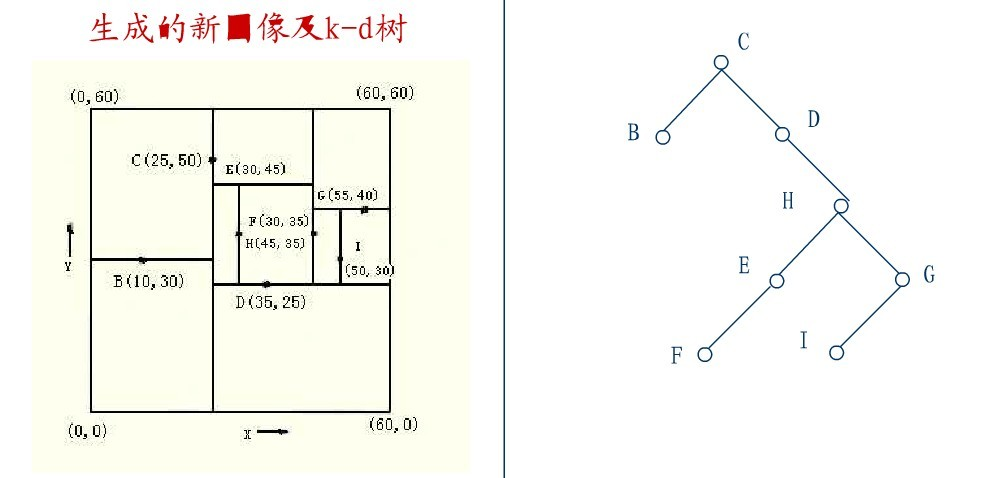 生成的新图像及k-d树
(0,60)
(60,60)
C(25,50)
E(30,45)
G(55,40)
F(30,35)
H(45,35)
I
(50,30)
Y
B(10,30)
D(35,25)
(0,0)
X
(60,0)
C
B
D
H
E
G
F
I